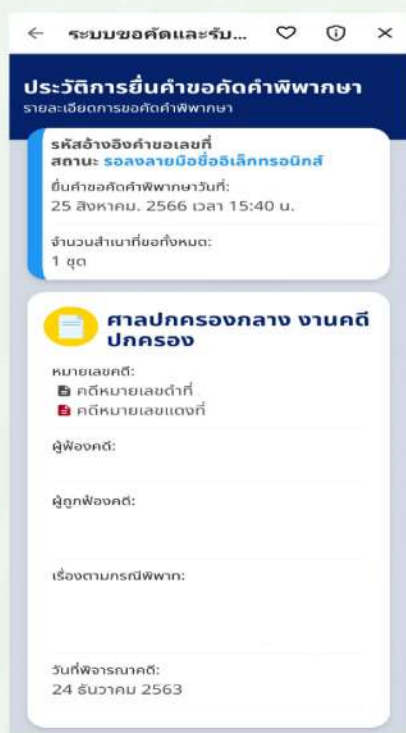 ระบบขอคัดและรับ...
ประวัติการยื่นคำขอคัดคำพิพากษา
รายละเอียดการขอคัดคำพิพากษา
รหัสอ้างอิงคำขอเลขที่
สถานะ: รอลงลายมือชื่ออิเล็กทรอนิกส์
ยื่นคำขอคัดคำพิพากษาวันที่:
25 สิงหาคม. 2566 เวลา 15:40 น.
จำนวนสำเนาที่ขอทั้งหมด:
1 ชุด
ศาลปกครองกลาง งานคดี
ปกครอง
หมายเลขคดี:
คดีหมายเลขดำที่
คดีหมายเลขแดงที่
ผู้ฟ้องคดี:
ผู้ถูกฟ้องคดี:
เรื่องตามกรณีพิพาท:
วันที่พิจารณาคดี:
24 ธันวาคม 2563